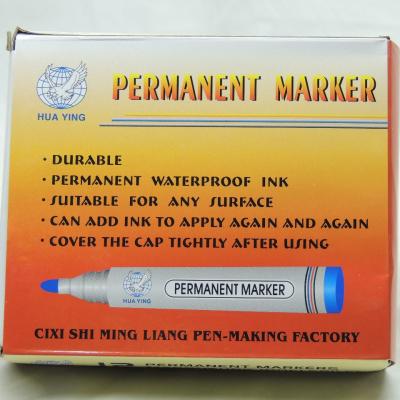 PERMANENT MARKER
HUA YING
· DURABLE
· PERMANENT WATERPROOF INK
· SUITABLE FOR ANY SURFACE
· CAN ADD INK TO APPLY AGAIN AND AGAIN
· COVER THE CAP TIGHTLY AFTER USING
HUA YING
PERMANENT MARKER
CIXI SHI MING LIANG PEN-MAKING FACTORY
PERMANENT MARKERS